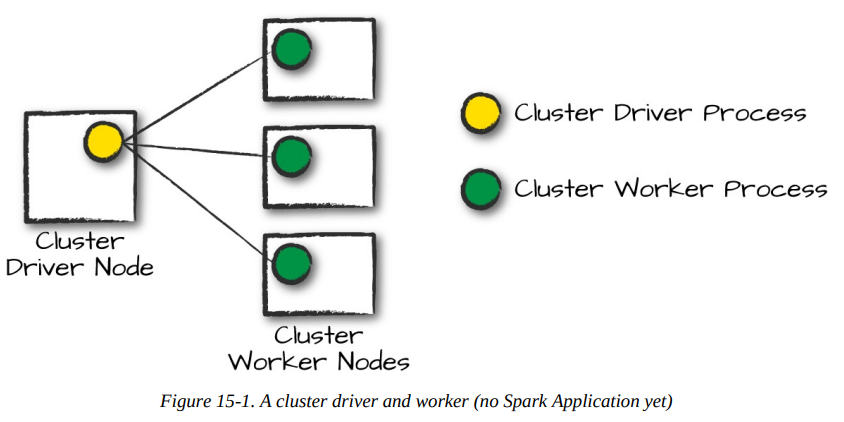 Cluster Driver Process
Cluster Worker Process
Cluster
Driver Node
Cluster
Worker Nodes
Figure 15-1. A cluster driver and worker (no Spark Application yet)